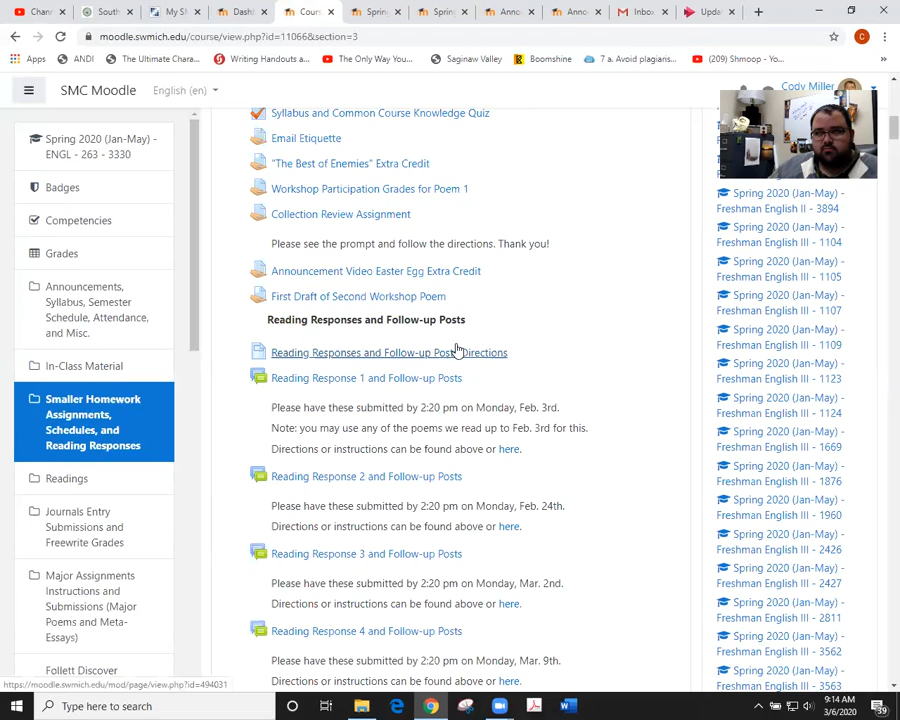 Chann
South
My SM
Dashb
Cours
Spring
Spring
Anno
Anno
Inbox
Updat
moodle.swmich.edu/course/view.php?id=11066&section=3
Apps
ANDI
The Ultimate Chara...
Writing Handouts a...
The Only Way You...
Saginaw Valley
Boomshine
7 a. Avoid plagiaris...
(209) Shmoop - You...
SMC Moodle
English (en)
Cody Miller
Spring 2020 (Jan-May) -
ENGL - 263 - 3330
Badges
Competencies
Grades
Announcements,
Syllabus, Semester
Schedule, Attendance,
and Misc.
In-Class Material
Smaller Homework
Assignments,
Schedules, and
Reading Responses
Readings
Journals Entry
Submissions and
Freewrite Grades
Major Assignments
Instructions and
Submissions (Major
Poems and Meta-
Essays)
Follett Discover
Syllabus and Common Course Knowledge Quiz
Email Etiquette
"The Best of Enemies" Extra Credit
Workshop Participation Grades for Poem 1
Collection Review Assignment
Please see the prompt and follow the directions. Thank you!
Announcement Video Easter Egg Extra Credit
First Draft of Second Workshop Poem
Reading Responses and Follow-up Posts
Reading Responses and Follow-up Posts Directions
Reading Response 1 and Follow-up Posts
Please have these submitted by 2:20 pm on Monday, Feb. 3rd.
Note: you may use any of the poems we read up to Feb. 3rd for this.
Directions or instructions can be found above or here.
Reading Response 2 and Follow-up Posts
Please have these submitted by 2:20 pm on Monday, Feb. 24th.
Directions or instructions can be found above or here.
Reading Response 3 and Follow-up Posts
Please have these submitted by 2:20 pm on Monday, Mar. 2nd.
Directions or instructions can be found above or here.
Reading Response 4 and Follow-up Posts
Please have these submitted by 2:20 pm on Monday, Mar. 9th.
Directions or instructions can be found above or here.
Spring 2020 (Jan-May) -
Freshman English II - 3894
Spring 2020 (Jan-May) -
Freshman English III - 1104
Spring 2020 (Jan-May) -
Freshman English III - 1105
Spring 2020 (Jan-May) -
Freshman English III - 1107
Spring 2020 (Jan-May) -
Freshman English III - 1109
Spring 2020 (Jan-May) -
Freshman English III - 1123
Spring 2020 (Jan-May) -
Freshman English III - 1124
Spring 2020 (Jan-May) -
Freshman English III - 1669
Spring 2020 (Jan-May) -
Freshman English III - 1876
Spring 2020 (Jan-May) -
Freshman English III - 1960
Spring 2020 (Jan-May) -
Freshman English III - 2426
Spring 2020 (Jan-May) -
Freshman English III - 2427
Spring 2020 (Jan-May) -
Freshman English III - 2811
Spring 2020 (Jan-May) -
Freshman English III - 3562
Spring 2020 (Jan-May) -
Freshman English III - 3563
https://moodle.swmich.edu/mod/page/view.php?id=494031
Type here to search
9:14 AM
3/6/2020
39